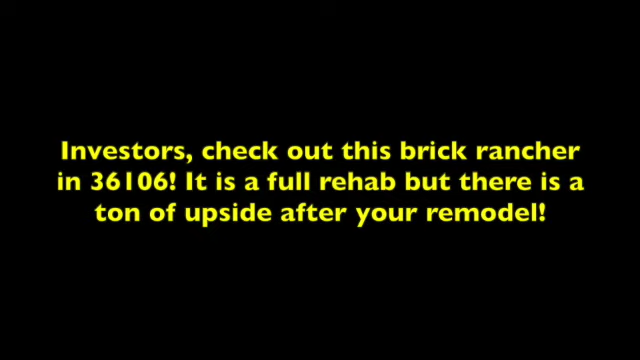 Investors, check out this brick rancher
in 36106! It is a full rehab but there is a
ton of upside after your remodel!